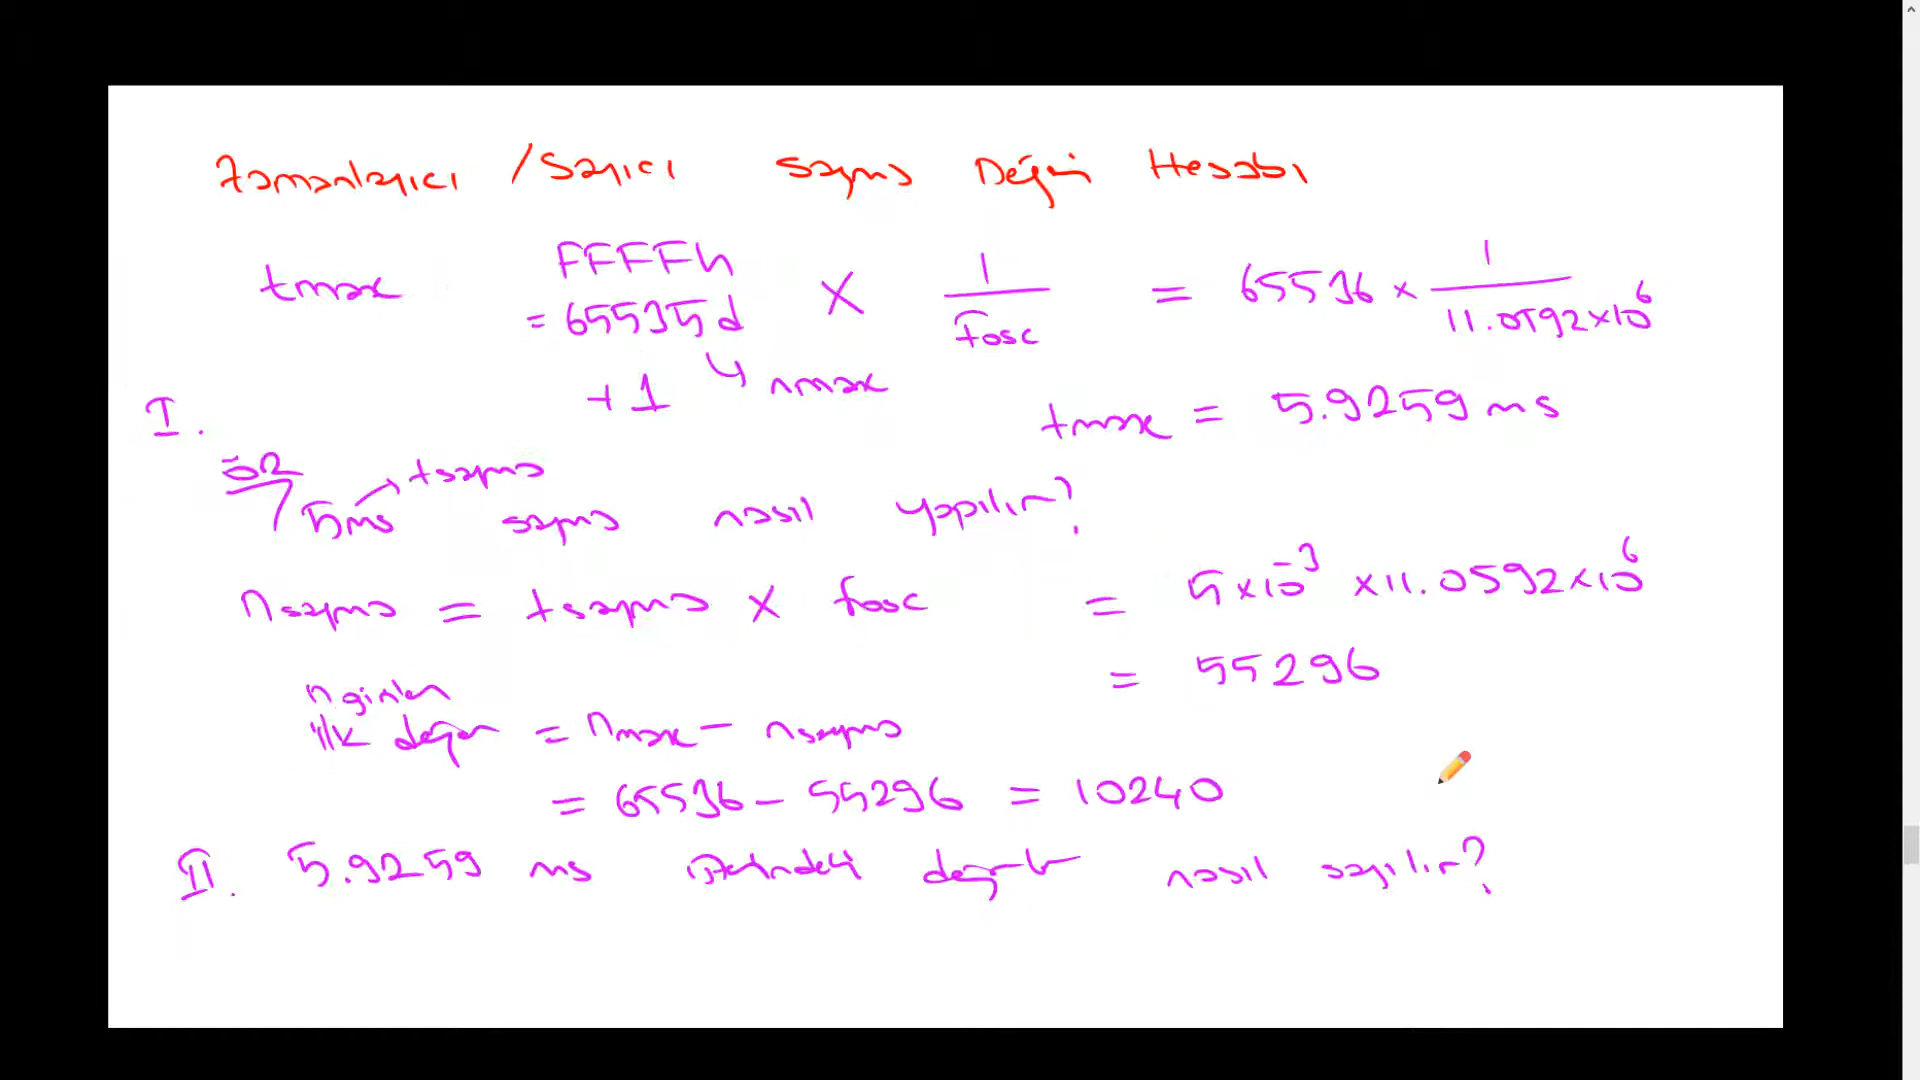 Zamanlayıcı / Sayıcı Sayma Değeri Hesabı
tmax = FFFFh = 65535d +1 × 1/Fosc = 65536 × 1/11.0592×10^6
↳ nmax
tmax = 5.9259 ms
I.
ör/ 5ms → tsayma sayma nasıl yapılır?
nsayma = tsayma × fosc = 5×10^-3 × 11.0592×10^6
= 55296
n girilen
ilk değer = nmax - nsayma
= 65536 - 55296 = 10240
II. 5.9259 ms üzerindeki değerler nasıl sayılır?